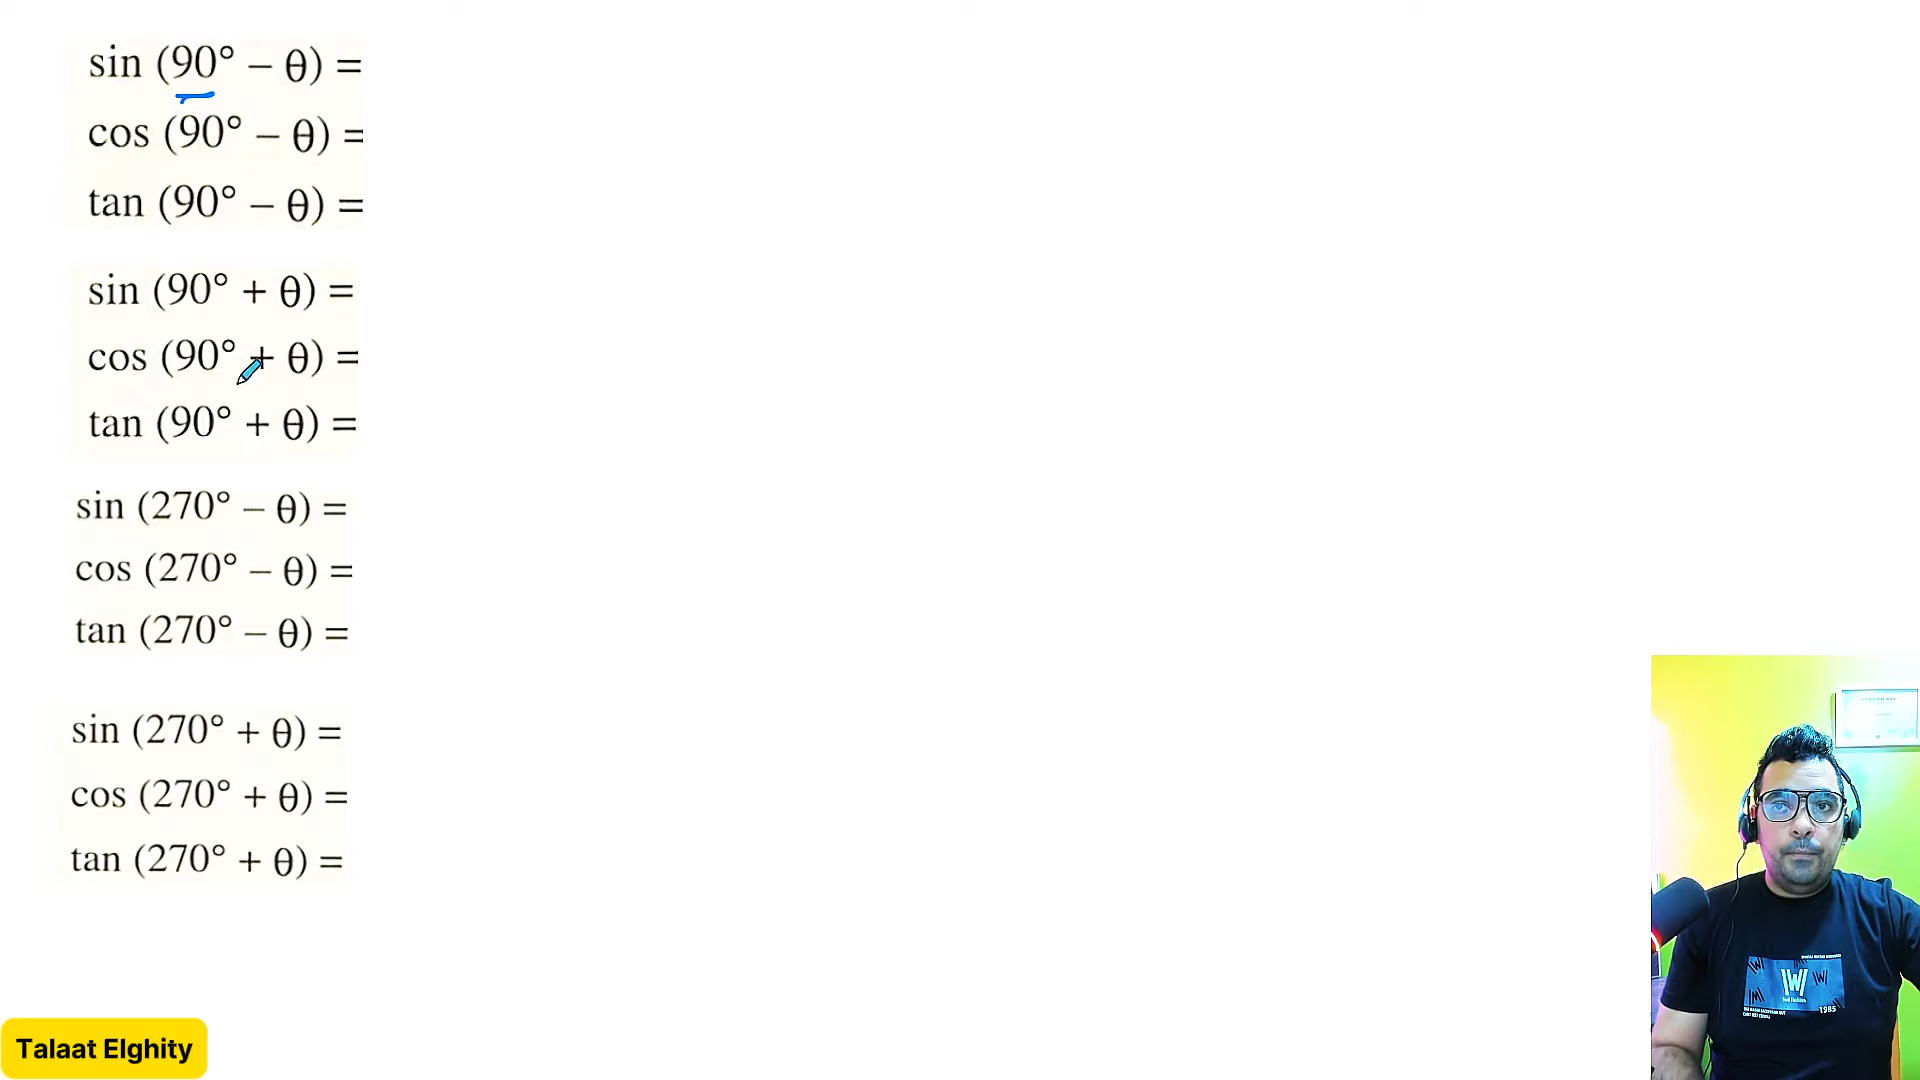 sin (90° − θ) =
cos (90° − θ) =
tan (90° − θ) =
sin (90° + θ) =
cos (90° + θ) =
tan (90° + θ) =
sin (270° − θ) =
cos (270° − θ) =
tan (270° − θ) =
sin (270° + θ) =
cos (270° + θ) =
tan (270° + θ) =
1985
Talaat Elghity